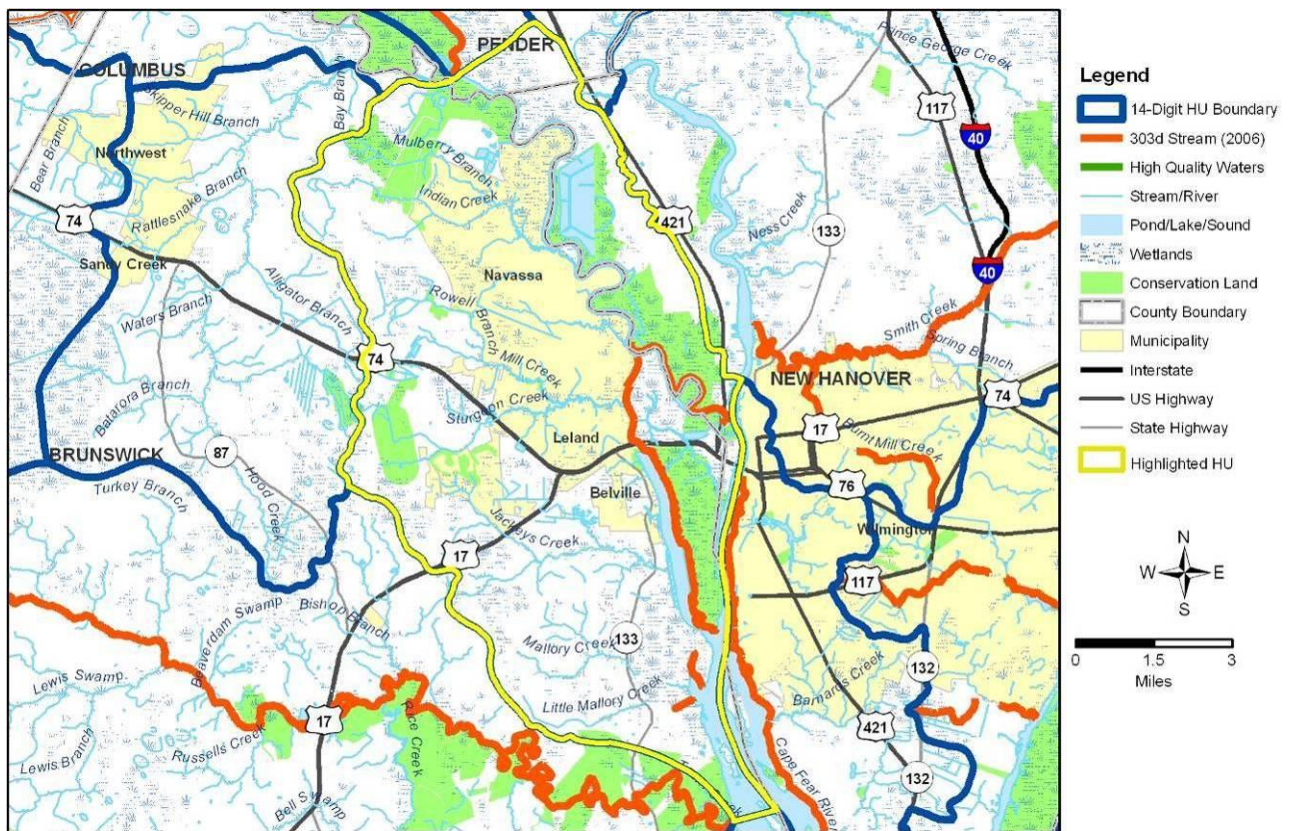 PENDER
Prince George Creek
COLUMBUS
Skipper Hill Branch
Bay Branch
117
40
Bear Branch
Northwest
Mulberry Branch
Rattlesnake Branch
Indian Creek
74
421
Ness Creek
133
Sandy Creek
40
Navassa
Alligator Branch
Waters Branch
Rowell Branch
Smith Creek
Spring Branch
74
Mill Creek
NEW HANOVER
74
Batarora Branch
Sturgeon Creek
17
Burnt Mill Creek
Leland
BRUNSWICK
87
76
Turkey Branch
Hood Creek
Belville
Wilmington
Jackeys Creek
17
117
Beaverdam Swamp
Bishop Branch
Mallory Creek
133
132
Lewis Swamp
Little Mallory Creek
Barnards Creek
17
421
Russells Creek
Rice Creek
Lewis Branch
Cape Fear River
132
Bell Swamp
Legend
14-Digit HU Boundary
303d Stream (2006)
High Quality Waters
Stream/River
Pond/Lake/Sound
Wetlands
Conservation Land
County Boundary
Municipality
Interstate
US Highway
State Highway
Highlighted HU
N
W E
S
0 1.5 3
Miles